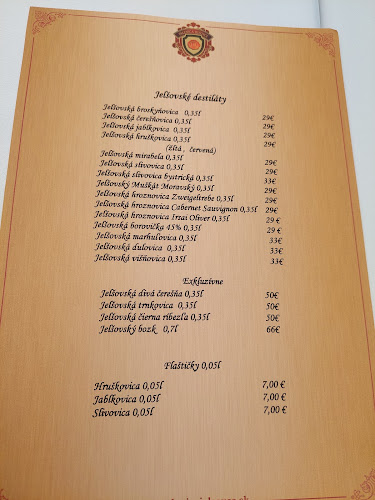 Jelšovské destiláty
Jelšovská broskyňovica 0,35l 29€
Jelšovská čerešňovica 0,35l 29€
Jelšovská jablkovica 0,35l 29€
Jelšovská hruškovica 0,35l 29€
(žltá , červená)
Jelšovská mirabela 0,35l 29€
Jelšovská slivovica 0,35l 29€
Jelšovská slivovica bystrická 0,35l 33€
Jelšovský Muškát Moravský 0,35l 29€
Jelšovská hroznovica Zweigeltrebe 0,35l 29€
Jelšovská hroznovica Cabernet Sauvignon 0,35l 29€
Jelšovská hroznovica Irsai Oliver 0,35l 29 €
Jelšovská borovička 45% 0,35l 29 €
Jelšovská marhuľovica 0,35l 33€
Jelšovská dulovica 0,35l 33€
Jelšovská višňovica 0,35l 33€
Exkluzívne
Jelšovská divá čerešňa 0,35l 50€
Jelšovská trnkovica 0,35l 50€
Jelšovská čierna ríbezľa 0,35l 50€
Jelšovský bozk 0,7l 66€
Flaštičky 0,05l
Hruškovica 0,05l 7,00 €
Jablkovica 0,05l 7,00 €
Slivovica 0,05l 7,00 €